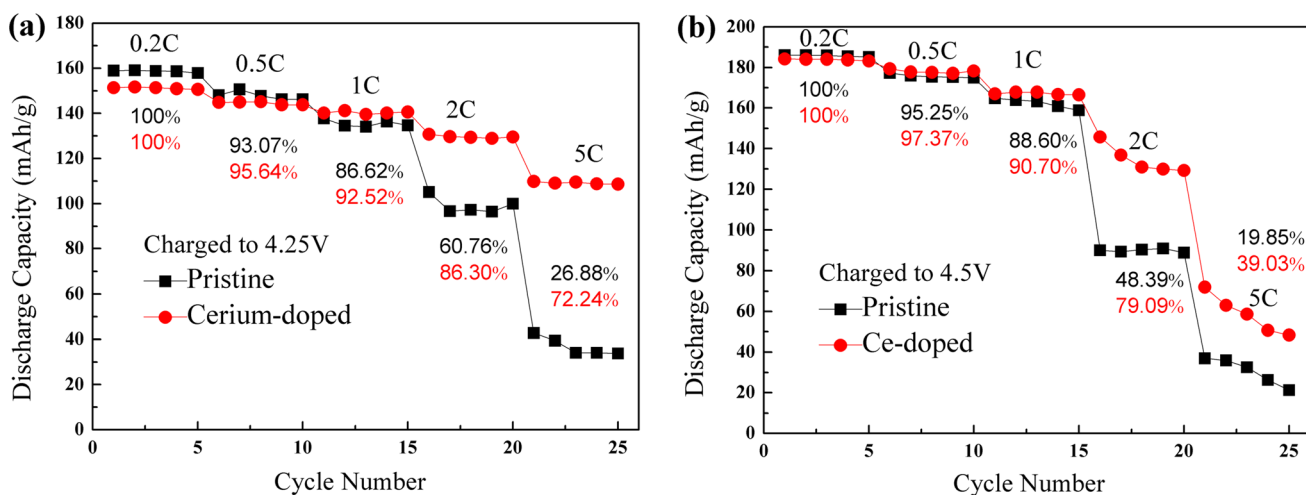 (a)
180
160
140
120
100
80
60
40
20
0
0 5 10 15 20 25
Discharge Capacity (mAh/g)
Cycle Number
0.2C
0.5C
1C
2C
5C
100%
100%
93.07%
95.64%
86.62%
92.52%
60.76%
86.30%
26.88%
72.24%
Charged to 4.25V
Pristine
Cerium-doped
(b)
200
180
160
140
120
100
80
60
40
20
0
0 5 10 15 20 25
Discharge Capacity (mAh/g)
Cycle Number
0.2C
0.5C
1C
2C
5C
100%
100%
95.25%
97.37%
88.60%
90.70%
48.39%
79.09%
19.85%
39.03%
Charged to 4.5V
Pristine
Ce-doped